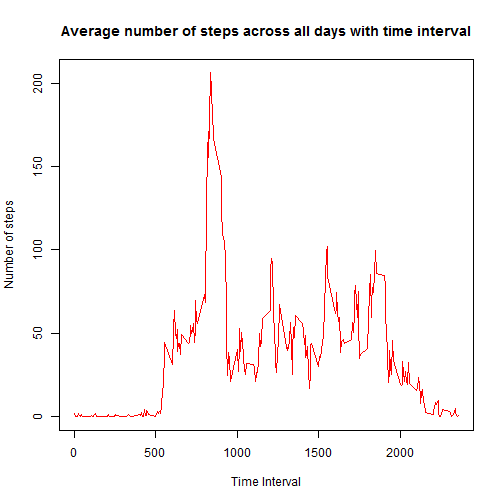 Average number of steps across all days with time interval
Number of steps
200
150
100
50
0
0 500 1000 1500 2000
Time Interval